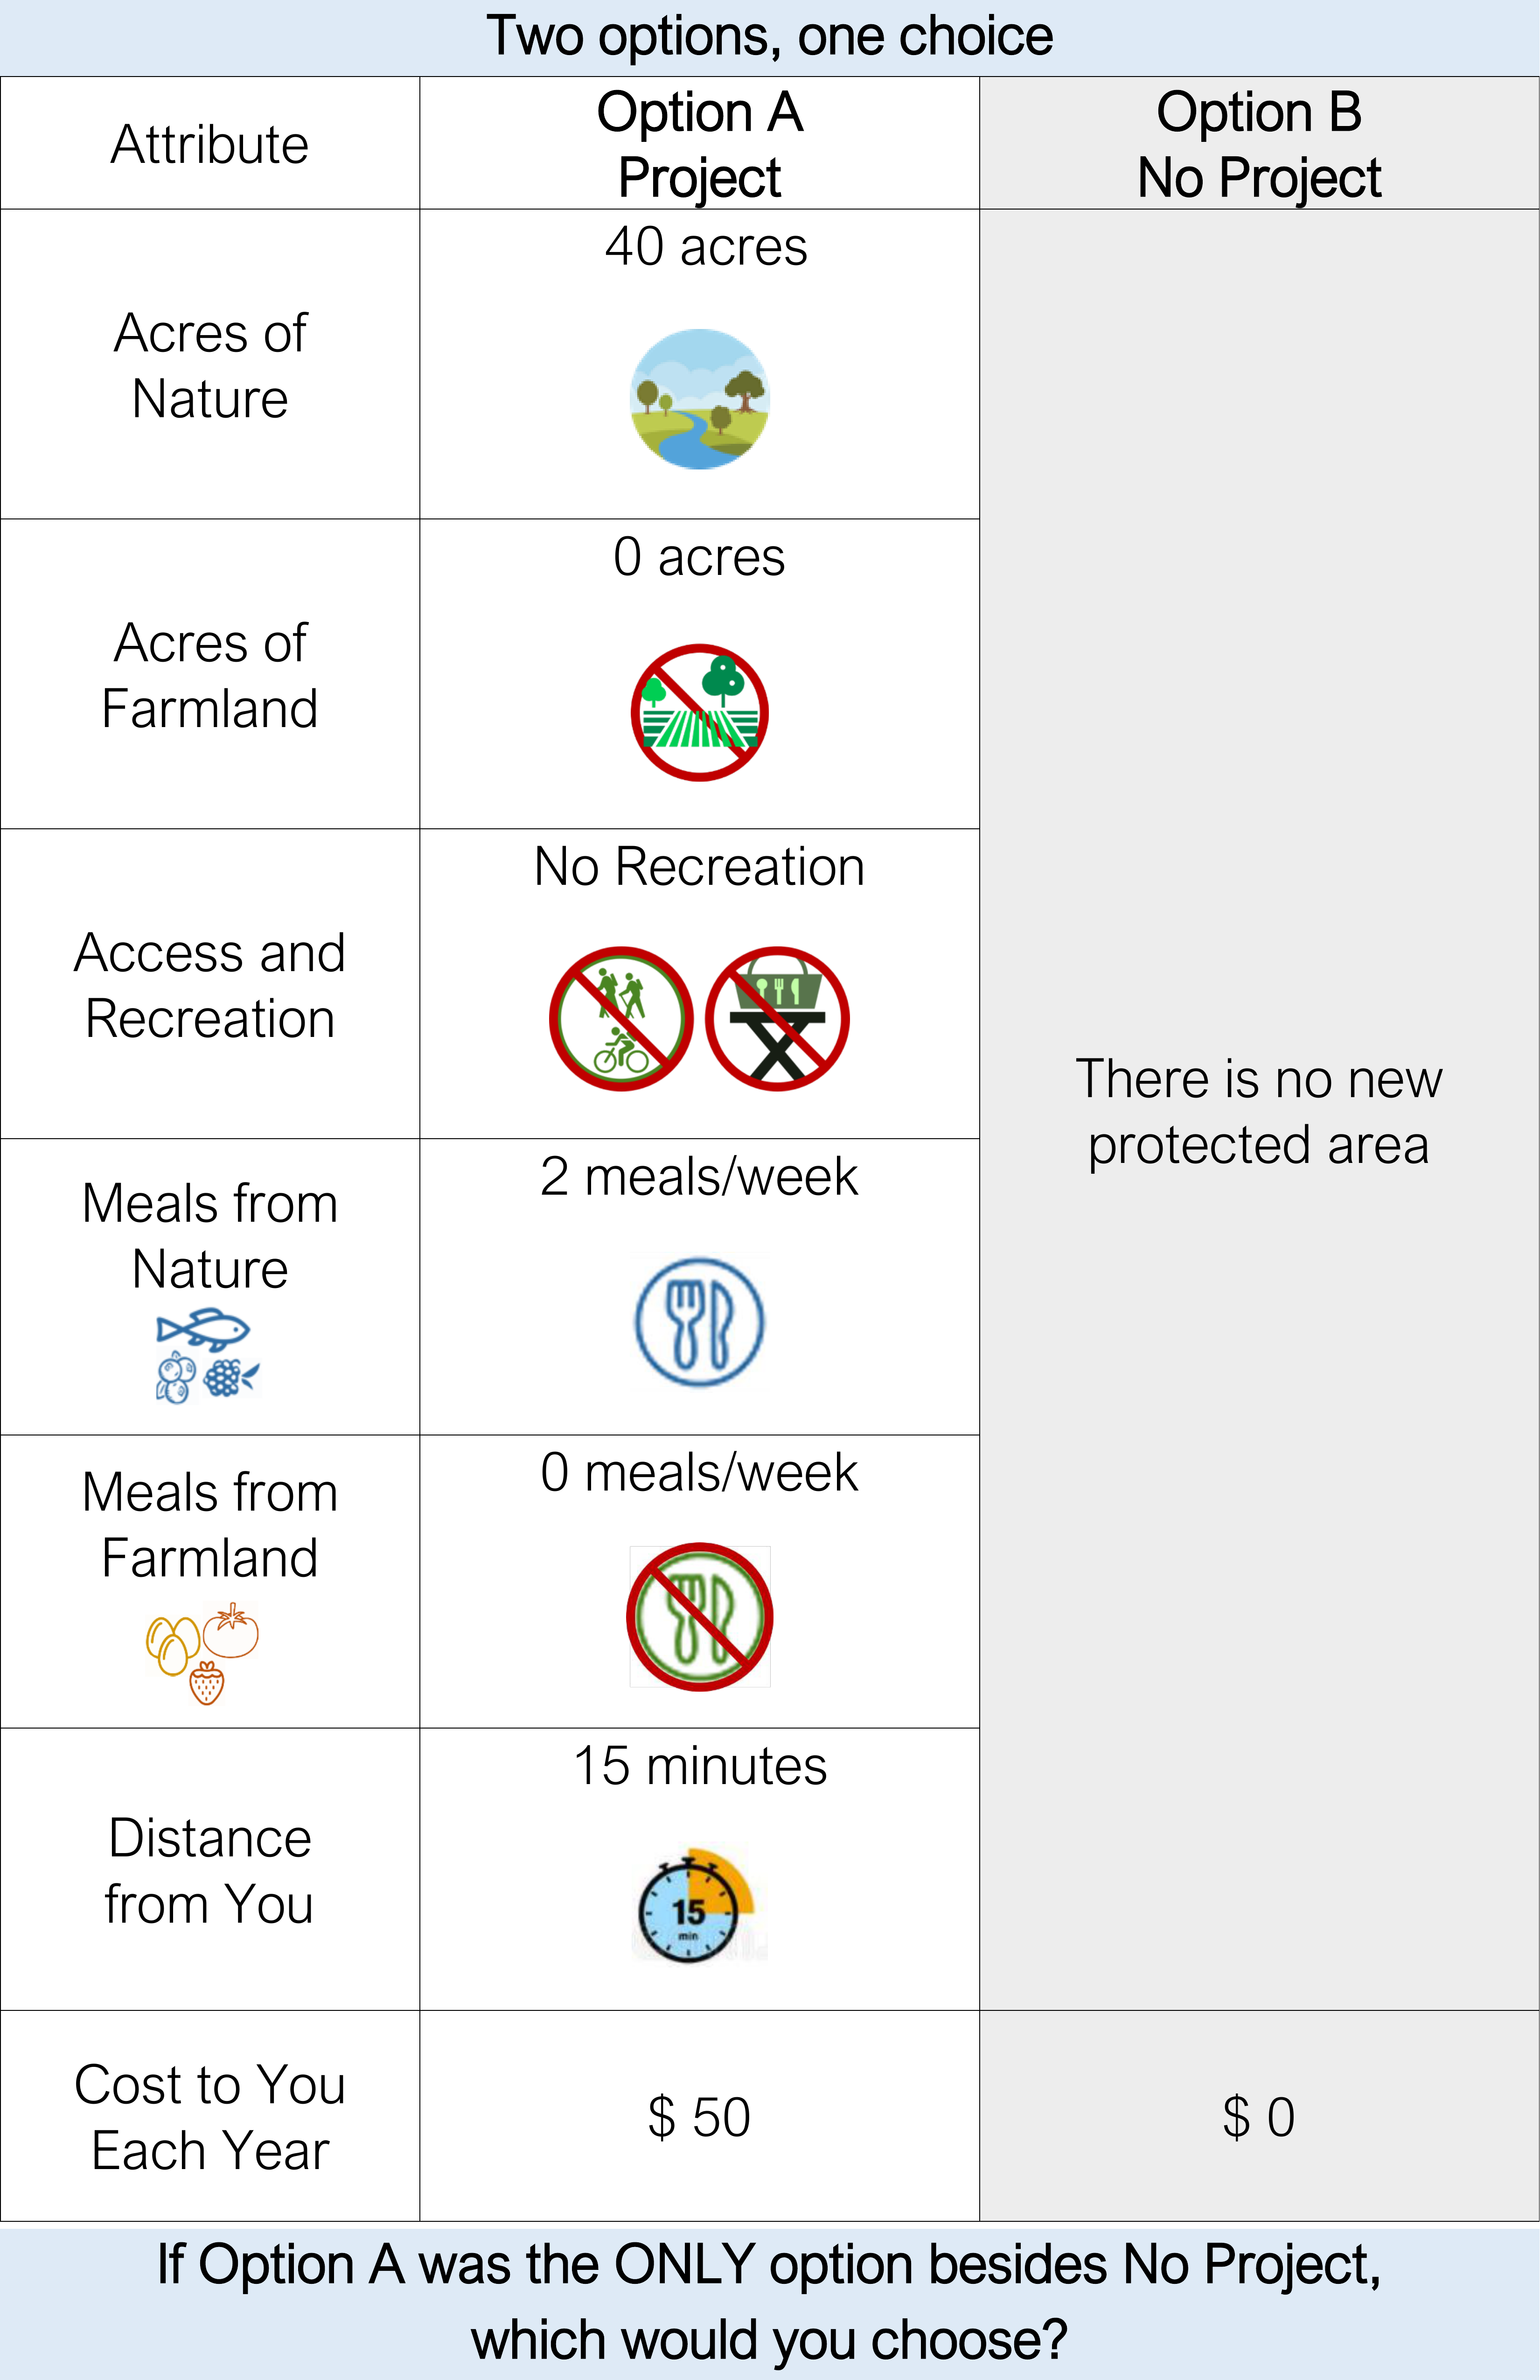 Two options, one choice
Attribute
Option A
Project
Option B
No Project
Acres of
Nature
40 acres
Acres of
Farmland
0 acres
Access and
Recreation
No Recreation
There is no new
protected area
Meals from
Nature
2 meals/week
Meals from
Farmland
0 meals/week
Distance
from You
15 minutes
15
min
Cost to You
Each Year
$ 50
$ 0
If Option A was the ONLY option besides No Project,
which would you choose?